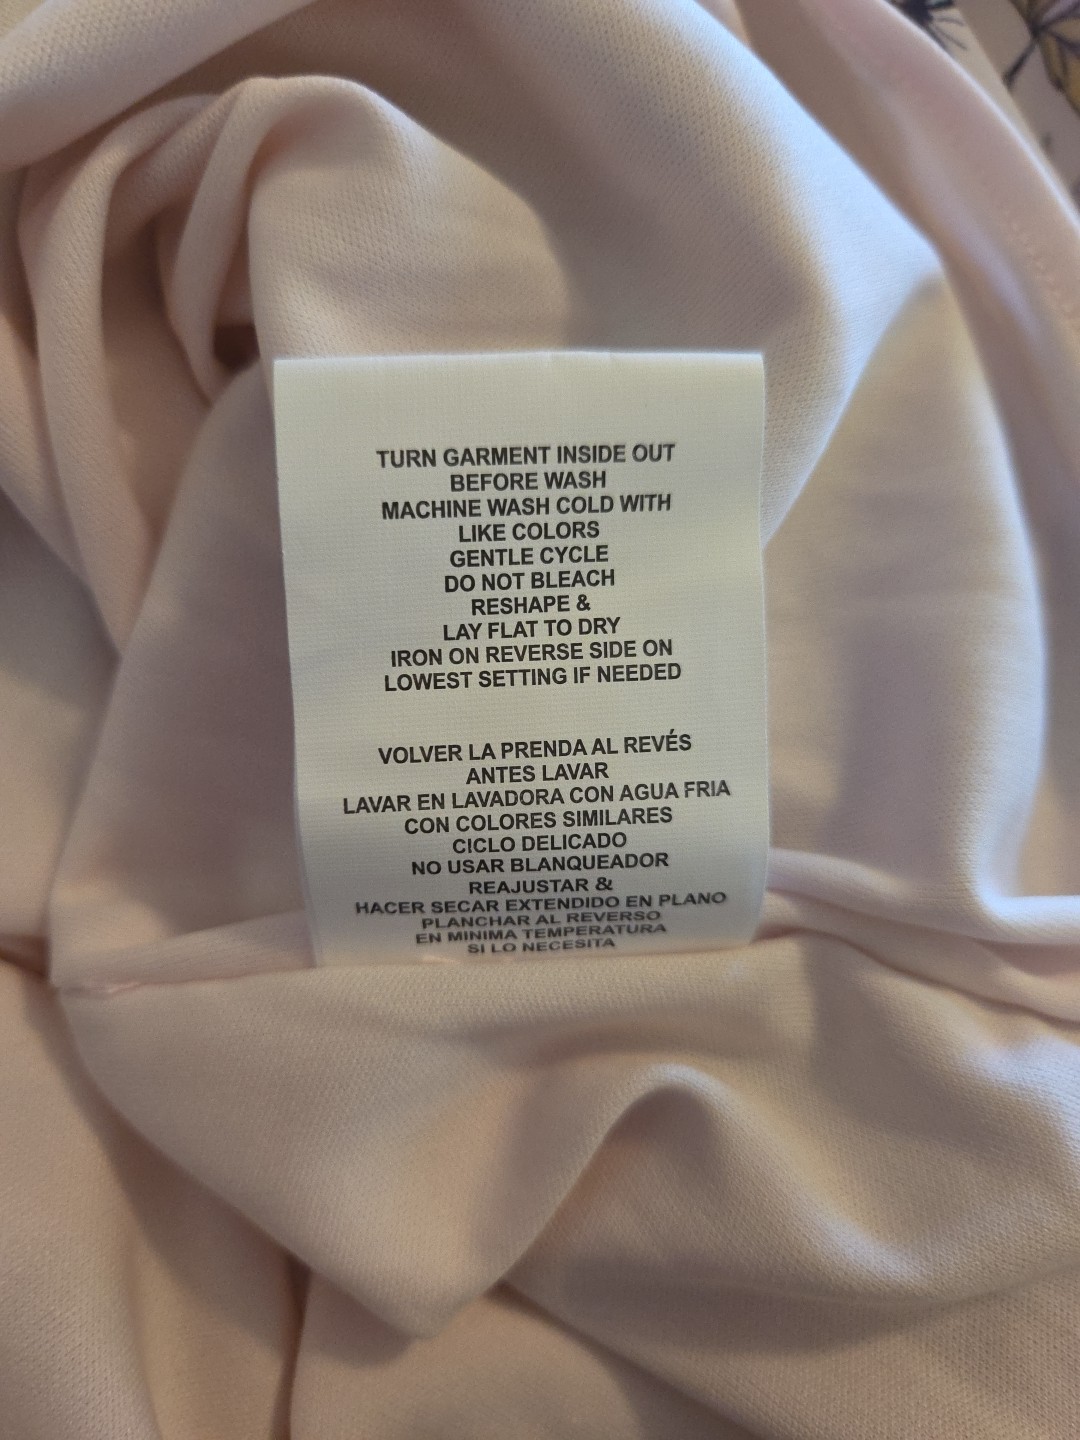 TURN GARMENT INSIDE OUT
BEFORE WASH
MACHINE WASH COLD WITH
LIKE COLORS
GENTLE CYCLE
DO NOT BLEACH
RESHAPE &
LAY FLAT TO DRY
IRON ON REVERSE SIDE ON
LOWEST SETTING IF NEEDED
VOLVER LA PRENDA AL REVÉS
ANTES LAVAR
LAVAR EN LAVADORA CON AGUA FRIA
CON COLORES SIMILARES
CICLO DELICADO
NO USAR BLANQUEADOR
REAJUSTAR &
HACER SECAR EXTENDIDO EN PLANO
PLANCHAR AL REVERSO
EN MINIMA TEMPERATURA
SI LO NECESITA